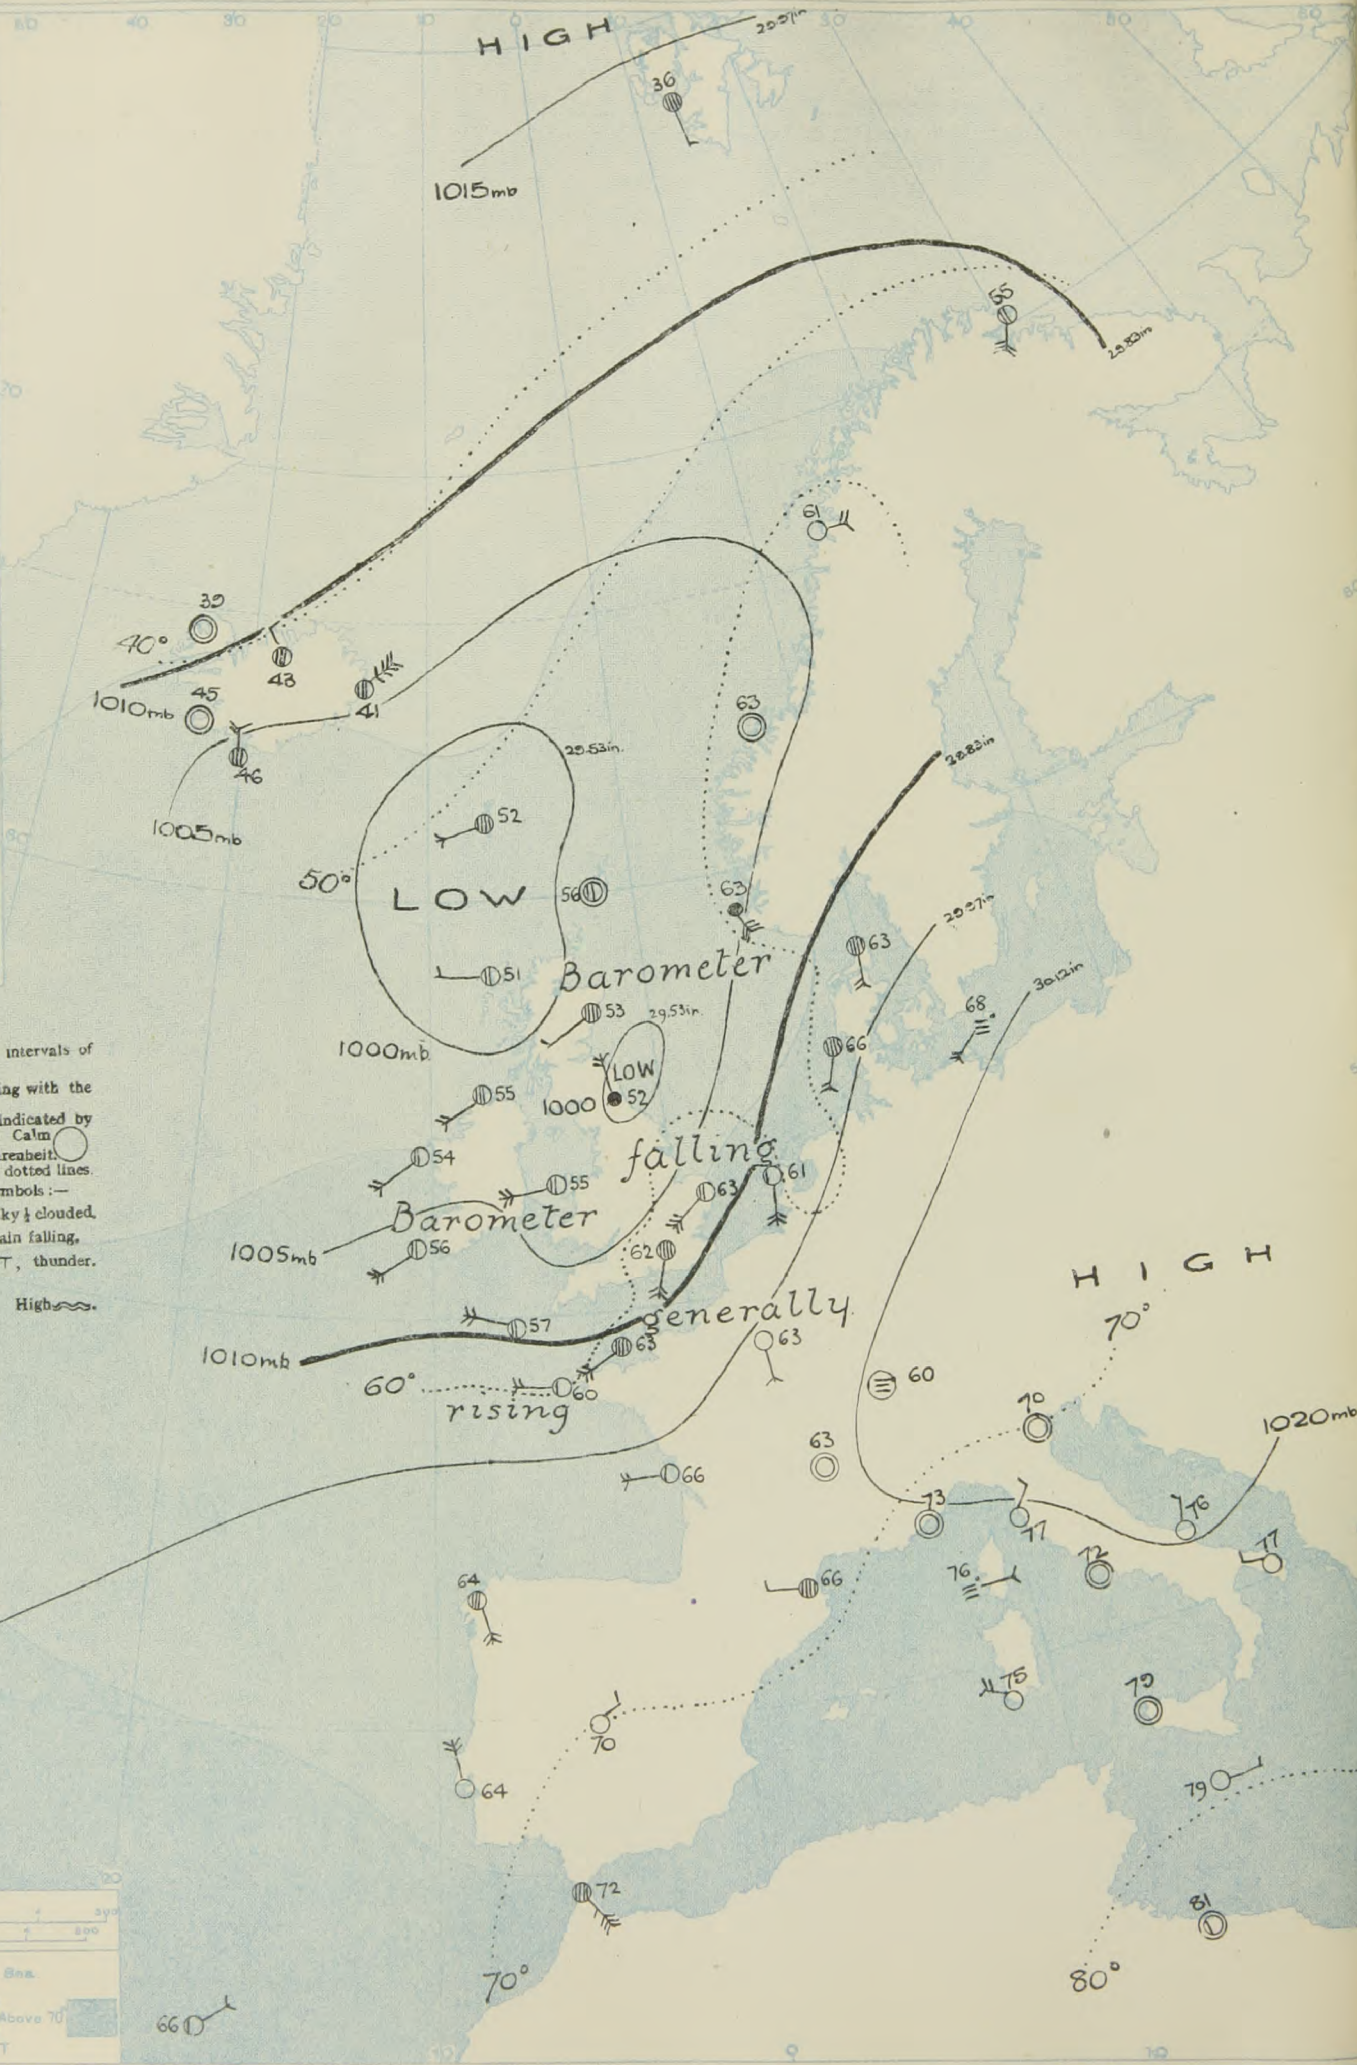 HIGH
29.97in
36
1015mb
55
29.83in
61
39
40°
43
1010mb
45
41
46
63
1005mb
29.53in.
29.83in
52
50°
LOW
56
63
29.97in
63
51
Barometer
30.12in
68
53
29.53in.
1000mb
66
LOW
intervals of
ing with the
indicated by
Calm
renheit.
dotted lines.
mbols :—
ky ½ clouded.
ain falling,
T, thunder.
High
55
1000
52
falling
54
55
63
61
Barometer
1005mb
56
62
HIGH
generally
70°
57
63
63
1010mb
60°
60
60
rising
70
1020mb
63
66
73
77
76
77
72
64
66
76
75
79
70
64
79
72
81
70°
80°
Above 70
66